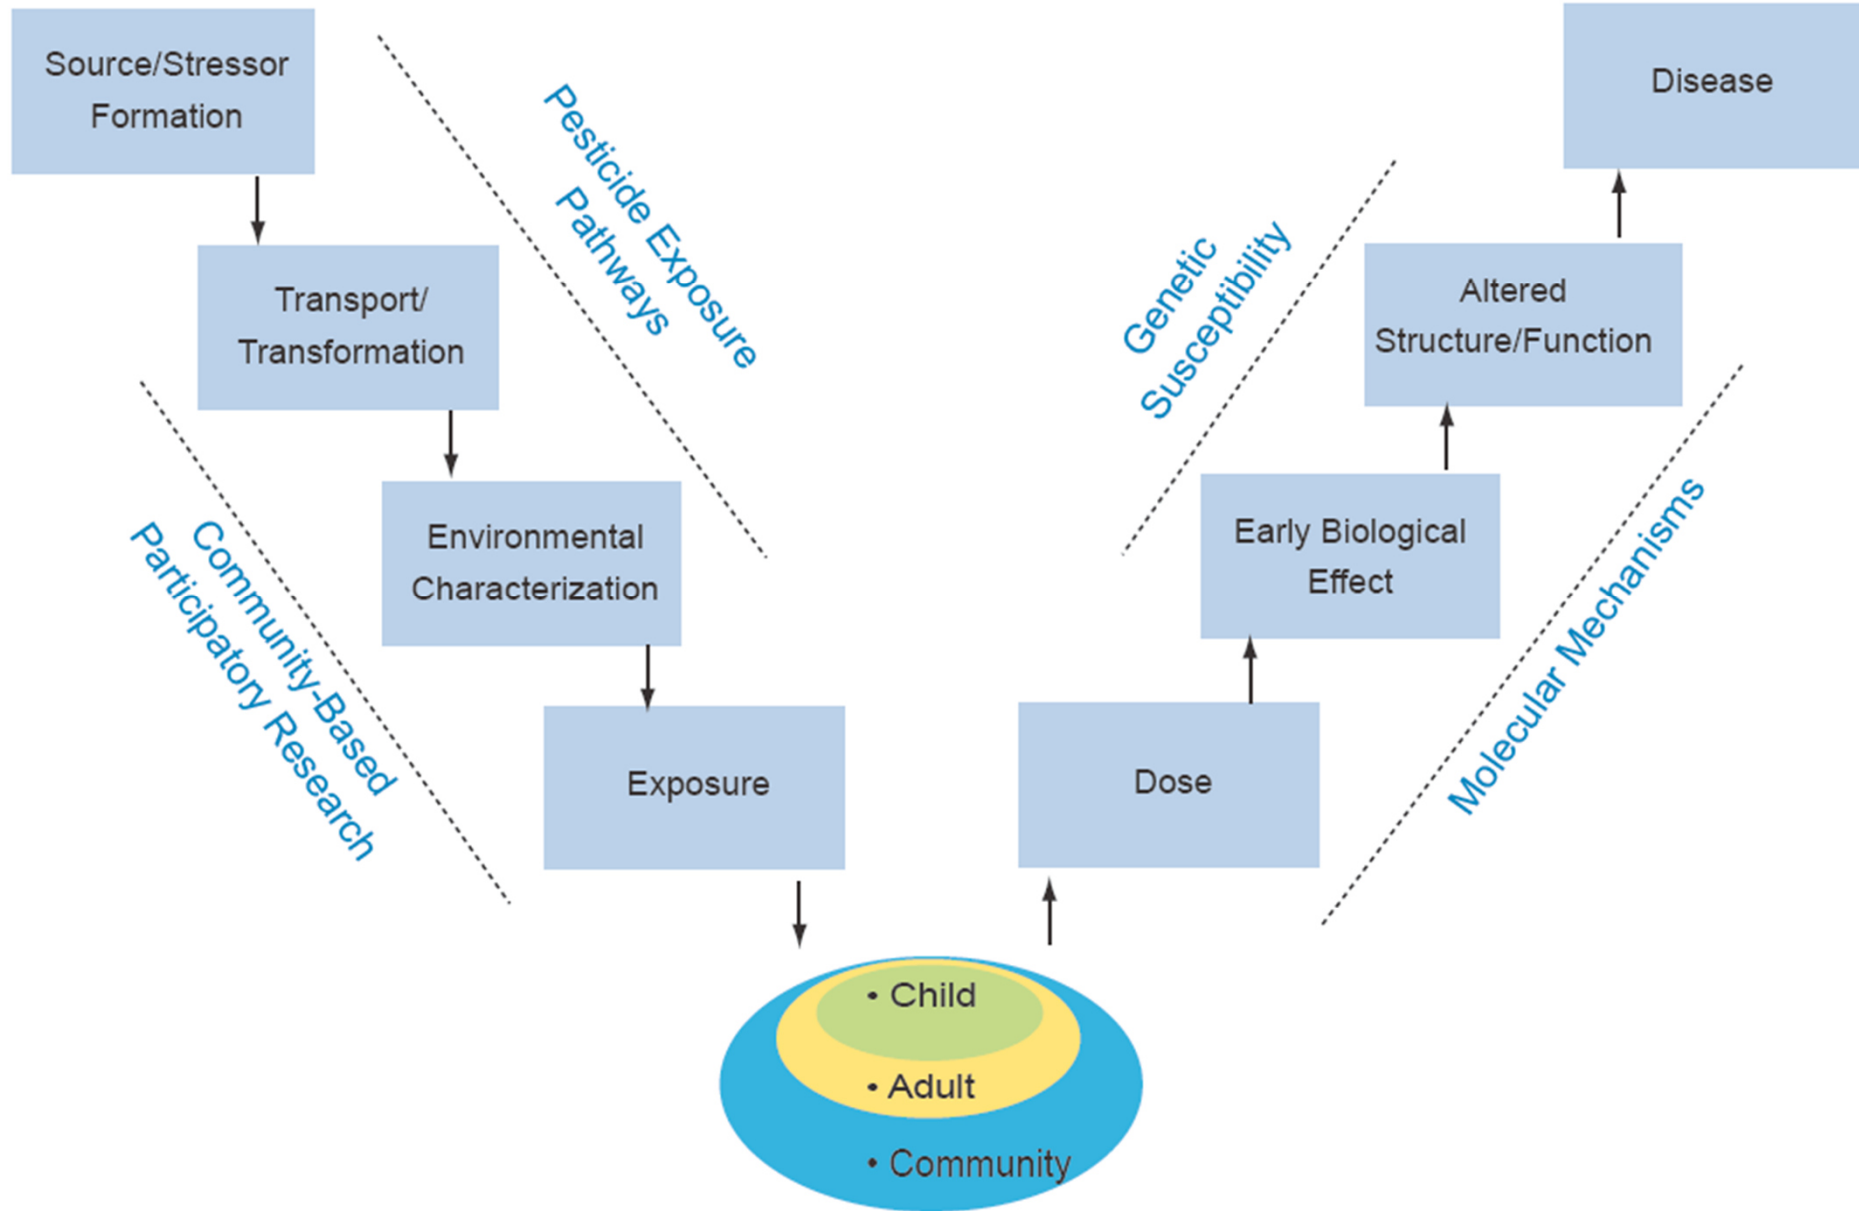 Source/Stressor
Formation
Transport/
Transformation
Environmental
Characterization
Exposure
Pesticide Exposure
Pathways
Community-Based
Participatory Research
• Child
• Adult
• Community
Dose
Early Biological
Effect
Altered
Structure/Function
Disease
Genetic
Susceptibility
Molecular Mechanisms